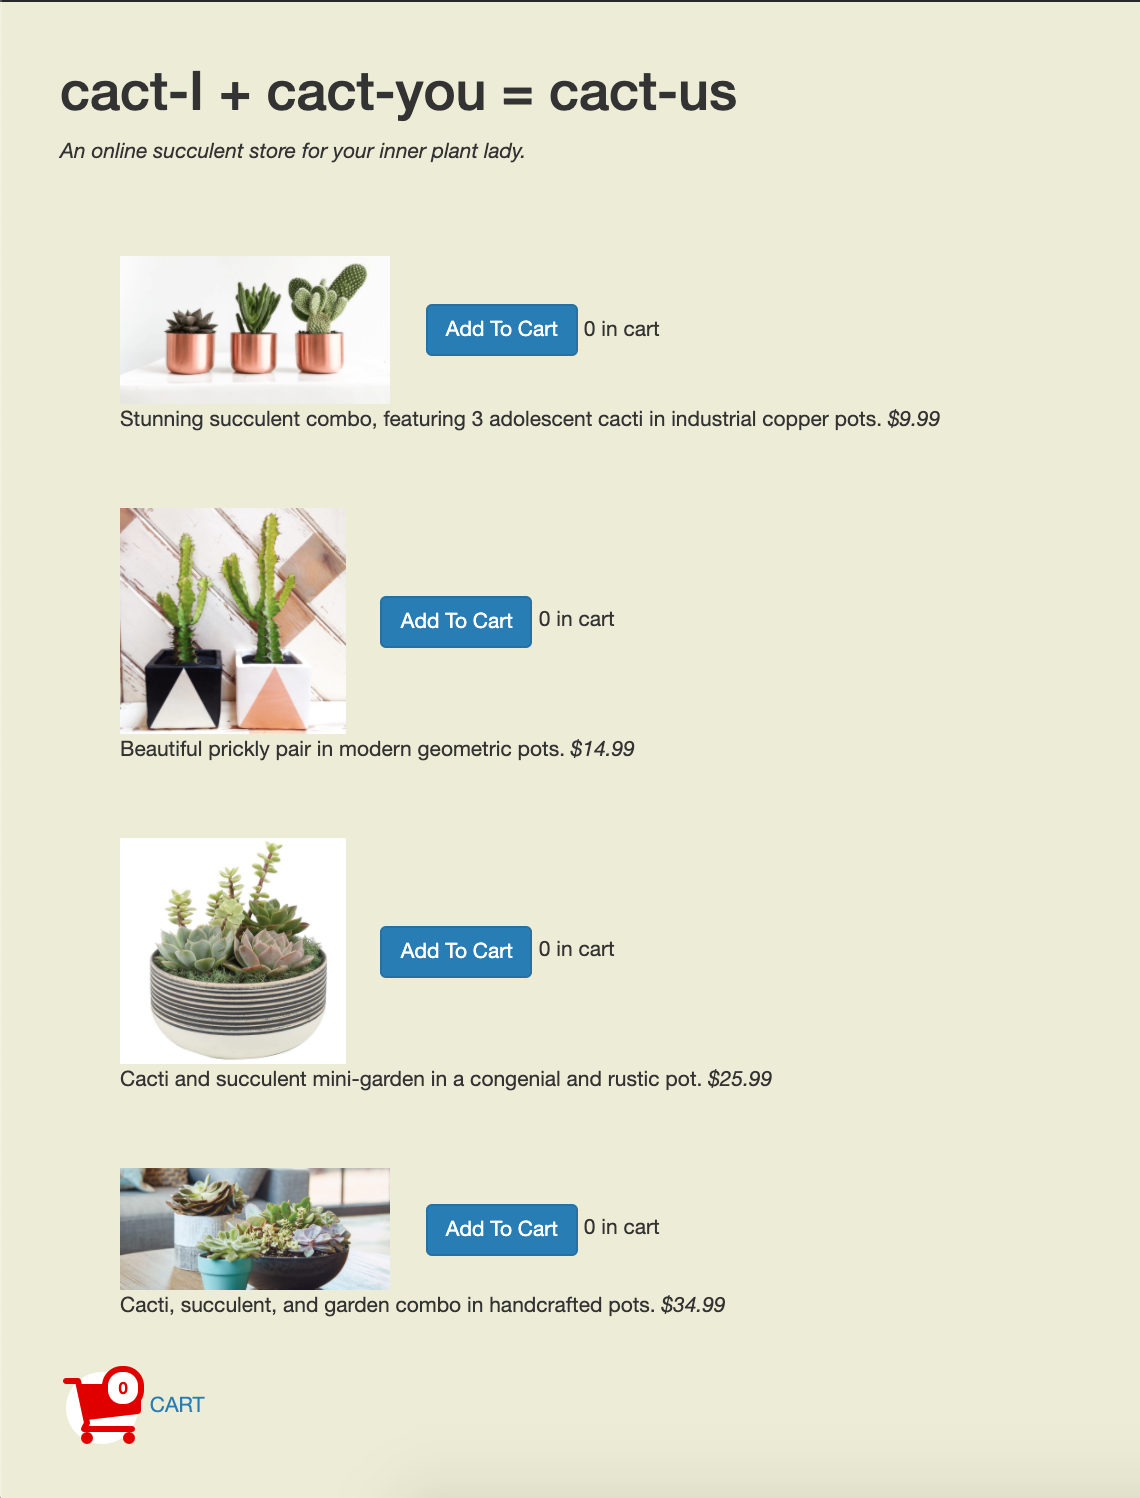 cact-I + cact-you = cact-us
An online succulent store for your inner plant lady.
Add To Cart 0 in cart
Stunning succulent combo, featuring 3 adolescent cacti in industrial copper pots. $9.99
Add To Cart 0 in cart
Beautiful prickly pair in modern geometric pots. $14.99
Add To Cart 0 in cart
Cacti and succulent mini-garden in a congenial and rustic pot. $25.99
Add To Cart 0 in cart
Cacti, succulent, and garden combo in handcrafted pots. $34.99
0 CART